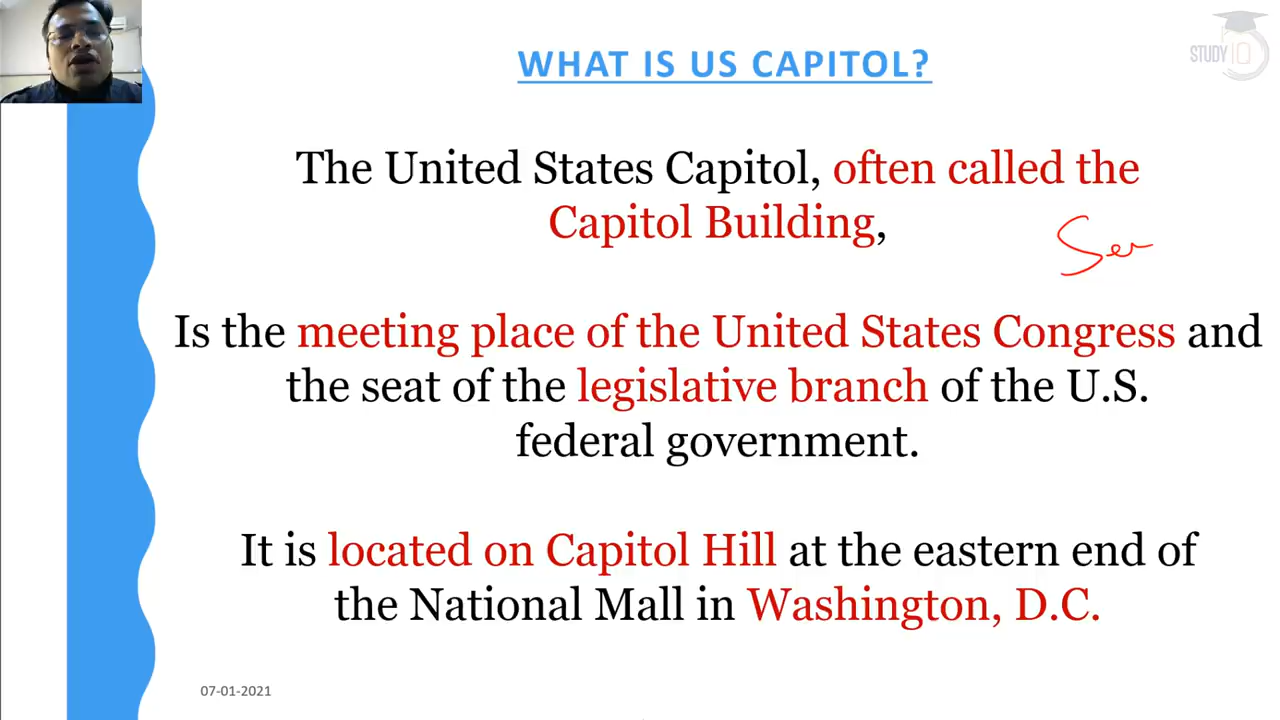 WHAT IS US CAPITOL?
STUDY IQ
The United States Capitol, often called the
Capitol Building,
Is the meeting place of the United States Congress and
the seat of the legislative branch of the U.S.
federal government.
It is located on Capitol Hill at the eastern end of
the National Mall in Washington, D.C.
07-01-2021